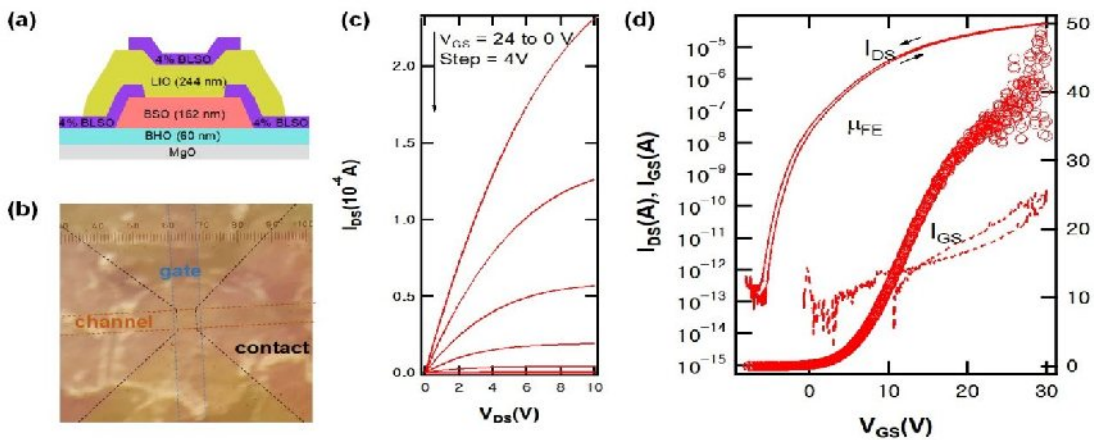 (a)
4% BLSO
LIO (244 nm)
BSO (162 nm)
4% BLSO
4% BLSO
BHO (60 nm)
MgO
(b)
gate
channel
contact
(c)
V_GS = 24 to 0 V
Step = 4V
I_DS(10^-4 A)
2.0
1.5
1.0
0.5
0.0
0 2 4 6 8 10
V_DS(V)
(d)
I_DS
μ_FE
I_GS
I_DS(A), I_GS(A)
10^-5
10^-6
10^-7
10^-8
10^-9
10^-10
10^-11
10^-12
10^-13
10^-14
10^-15
50
40
30
20
10
0
0 10 20 30
V_GS(V)